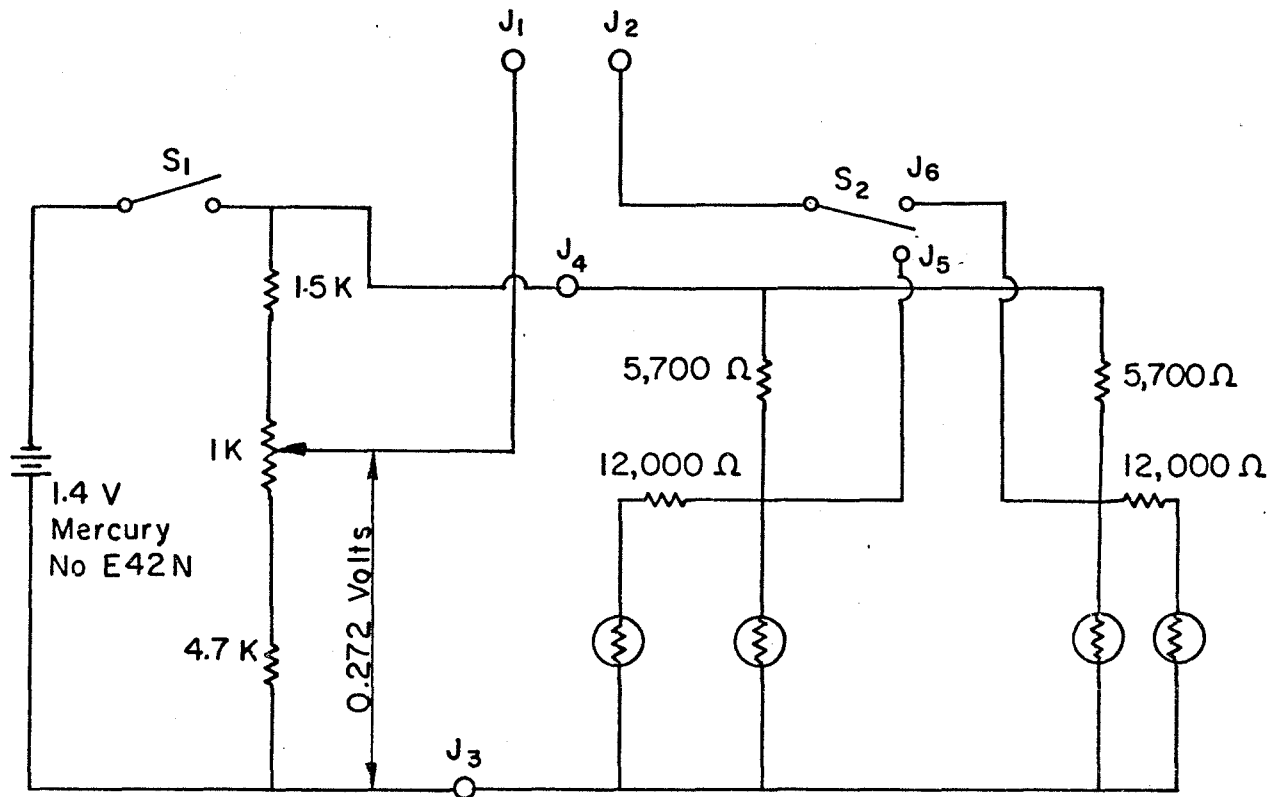 J1
J2
S1
S2
J6
J5
J4
1.5 K
5,700 Ω
5,700 Ω
1 K
12,000 Ω
12,000 Ω
1.4 V
Mercury
No E42N
0.272 Volts
4.7 K
J3